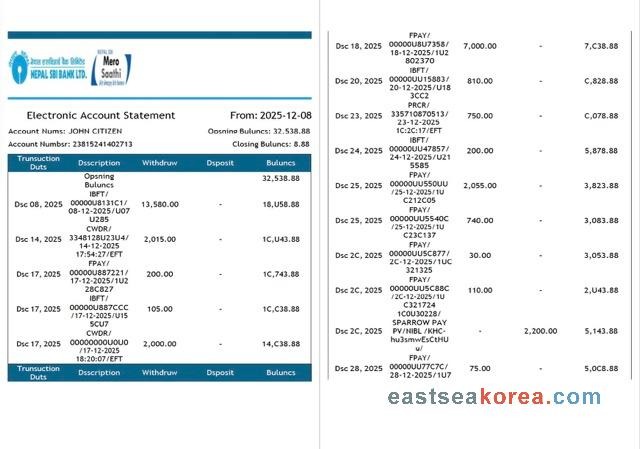 नेपाल एसबिआई बैंक लिमिटेड
NEPAL SBI BANK LTD.
NEPAL SBI
Mero
Saathi
Electronic Account Statement
From: 2025-12-08
Account Nums: JOHN CITIZEN
Opsning Buluncs: 32.538.88
Account Numbsr: 23815241402713
Closing Bulncs: 8.88
Trunsuction Duts Dsscription Withdruw Dsposit Buluncs
Opsning
Buluncs
32,538.88
IBFT/
00000U8131C1/
Dsc 08, 2025 08-12-2025/U07 13,580.00 - 18,U58.88
U285
CWDR/
3348128U23U4/
Dsc 14, 2025 14-12-2025 2,015.00 - 1C,U43.88
17:54:27/EFT
FPAY/
00000U887221/
Dsc 17, 2025 17-12-2025/1U2 200.00 - 1C,743.88
28C827
IBFT/
00000U887CCC
Dsc 17, 2025 /17-12-2025/U15 105.00 - 1C,C38.88
5CU7
CWDR/
00000000U0U0
Dsc 17, 2025 /17-12-2025 2,000.00 - 14,C38.88
18:20:07/EFT
Trunsuction Duts Dsscription Withdruw Dsposit Buluncs
FPAY/
00000U8U7358/
Dsc 18, 2025 18-12-2025/1U2 7,000.00 - 7,C38.88
802370
IBFT/
00000UU15883/
Dsc 20, 2025 20-12-2025/U18 810.00 - C,828.88
3CC2
PRCR/
335710870513/
Dsc 23, 2025 23-12-2025 750.00 - C,078.88
1C:2C:17/EFT
IBFT/
00000UU47857/
Dsc 24, 2025 24-12-2025/U21 200.00 - 5,878.88
5585
FPAY/
00000UU550UU
Dsc 25, 2025 /25-12-2025/1U 2,055.00 - 3,823.88
C212C05
FPAY/
00000UU5540C
Dsc 25, 2025 /25-12-2025/1U 740.00 - 3,083.88
C23C137
FPAY/
00000UU5C877/
Dsc 2C, 2025 2C-12-2025/1UC 30.00 - 3,053.88
321325
FPAY/
00000UU5C88C
Dsc 2C, 2025 /2C-12-2025/1U 110.00 - 2,U43.88
C321724
1C0U30228/
SPARROW PAY
Dsc 2C, 2025 PV/NIBL /KHC- - 2,200.00 5,143.88
hu3smwEsCtHU
u/
FPAY/
00000UU77C7C/
Dsc 28, 2025 28-12-2025/1U7 75.00 - 5,0C8.88
eastseakorea.com